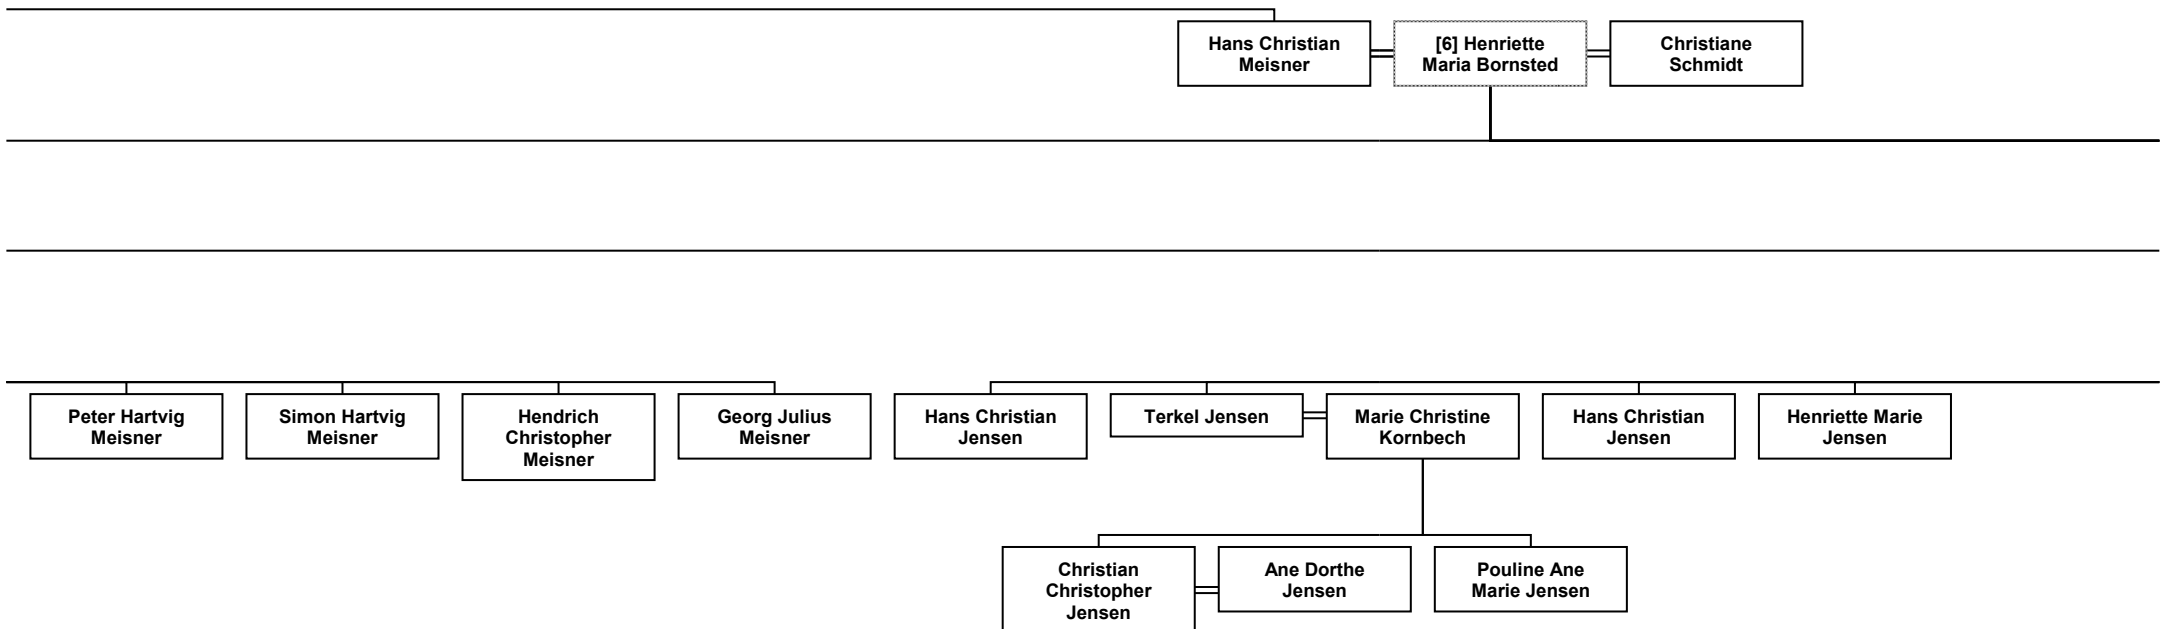 Hans Christian
Meisner
[6] Henriette
Maria Bornsted
Christiane
Schmidt
Peter Hartvig
Meisner
Simon Hartvig
Meisner
Hendrich
Christopher
Meisner
Georg Julius
Meisner
Hans Christian
Jensen
Terkel Jensen
Marie Christine
Kornbech
Hans Christian
Jensen
Henriette Marie
Jensen
Christian
Christopher
Jensen
Ane Dorthe
Jensen
Pouline Ane
Marie Jensen